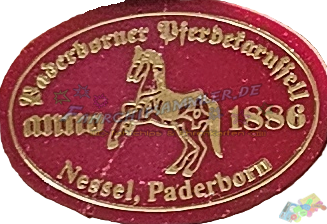 Paderborner Pferdekarussell
anno 1886
Nessel, Paderborn